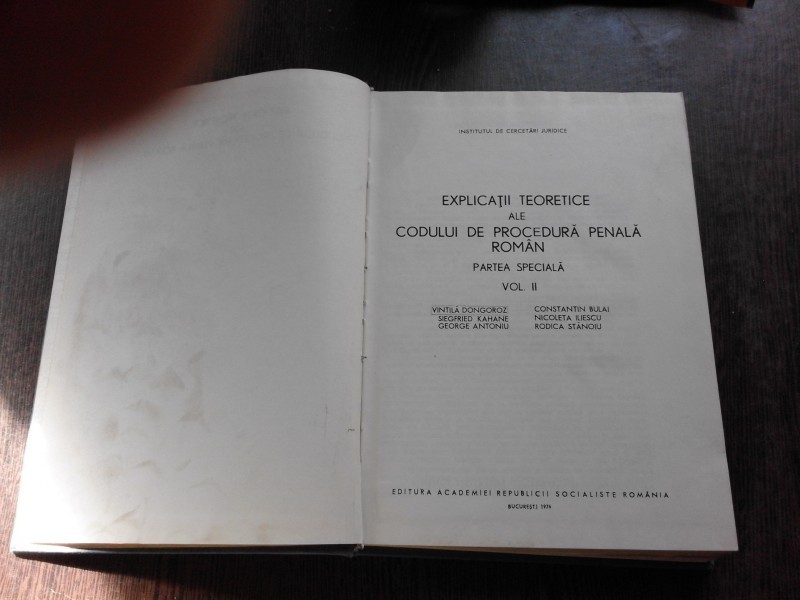 INSTITUTUL DE CERCETĂRI JURIDICE
EXPLICAŢII TEORETICE
ALE
CODULUI DE PROCEDURĂ PENALĂ
ROMÂN
PARTEA SPECIALĂ
VOL. II
VINTILĂ DONGOROZ
SIEGFRIED KAHANE
GEORGE ANTONIU
CONSTANTIN BULAI
NICOLETA ILIESCU
RODICA STĂNOIU
EDITURA ACADEMIEI REPUBLICII SOCIALISTE ROMÂNIA
BUCUREŞTI 1976